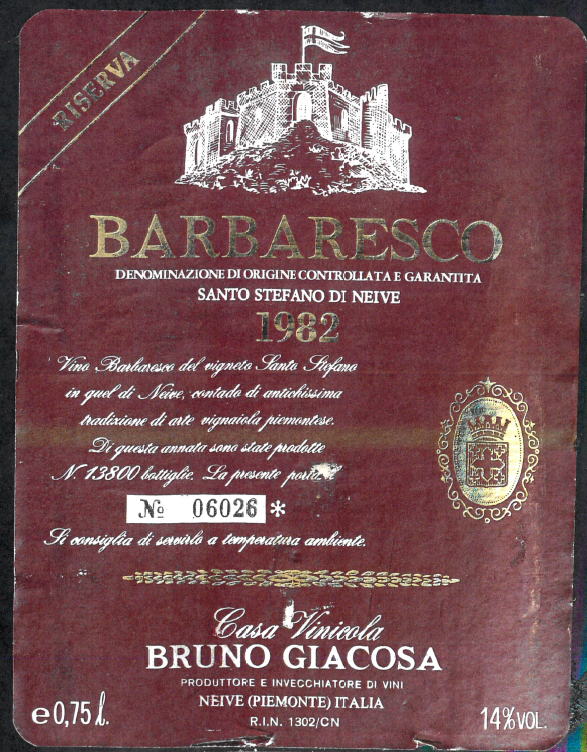 RISERVA
BARBARESCO
DENOMINAZIONE DI ORIGINE CONTROLLATA E GARANTITA
SANTO STEFANO DI NEIVE
1982
Vino Barbaresco del vigneto Santo Stefano
in quel di Neive, contado di antichissima
tradizione di arte vignaiola piemontese.
Di questa annata sono state prodotte
N. 13800 bottiglie. La presente porta il
№ 06026 *
Si consiglia di servirlo a temperatura ambiente.
Casa Vinicola
BRUNO GIACOSA
PRODUTTORE E INVECCHIATORE DI VINI
NEIVE (PIEMONTE) ITALIA
e 0,75 l.
R.I.N. 1302/CN
14% VOL.